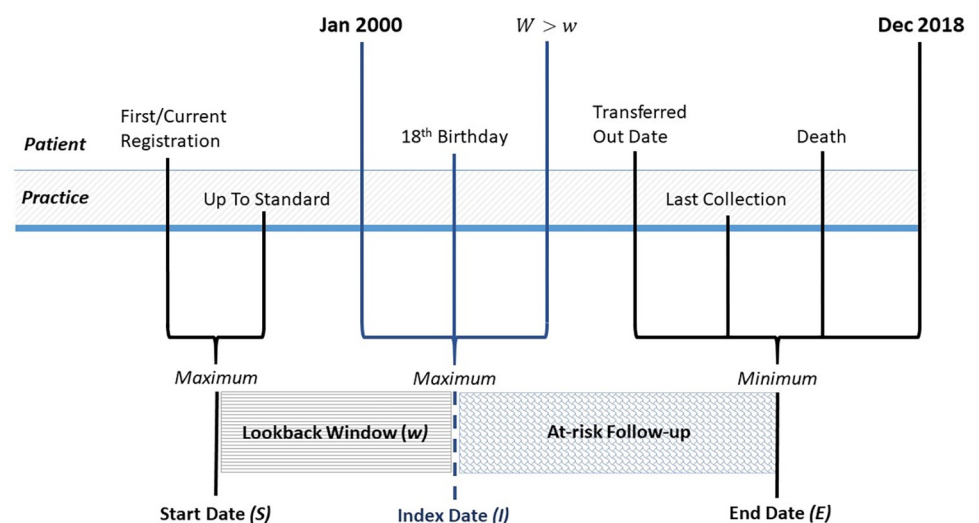 Jan 2000
W > w
Dec 2018
First/Current
Registration
18th Birthday
Transferred
Out Date
Death
Patient
Practice
Up To Standard
Last Collection
Maximum
Maximum
Minimum
Lookback Window (w)
At-risk Follow-up
Start Date (S)
Index Date (I)
End Date (E)